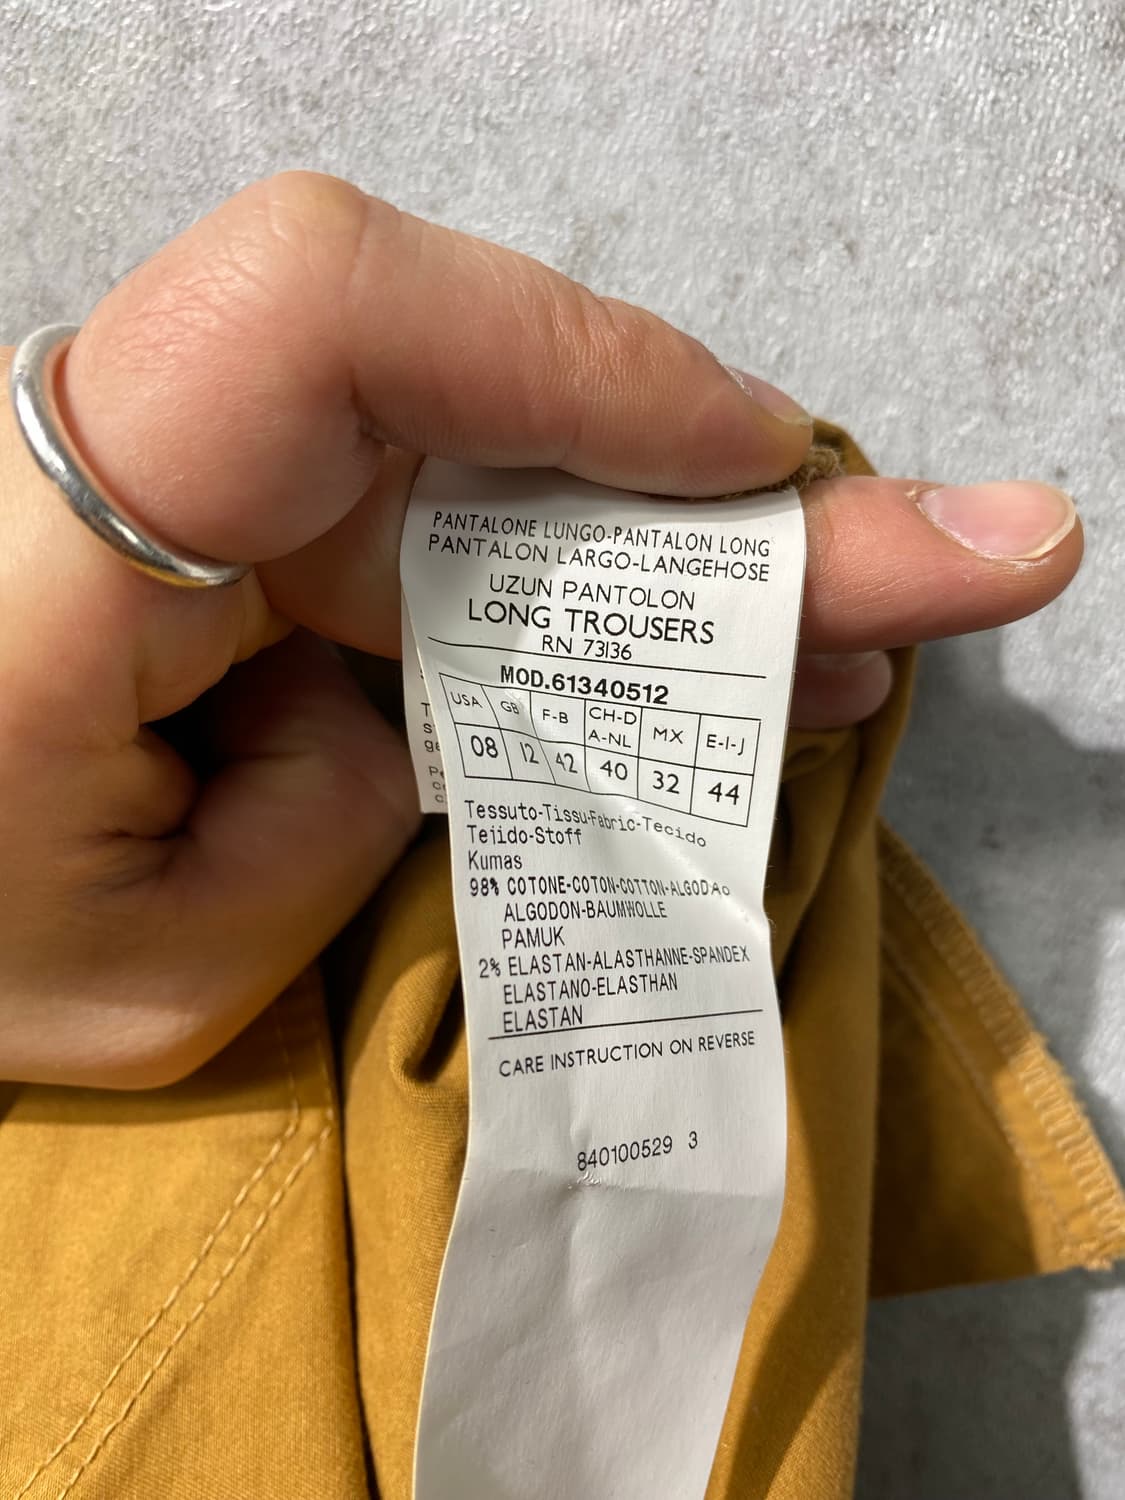 PANTALONE LUNGO-PANTALON LONG
PANTALON LARGO-LANGEHOSE
UZUN PANTOLON
LONG TROUSERS
RN 73136
MOD.61340512
USA GB F-B CH-D A-NL MX E-I-J
08 12 42 40 32 44
Tessuto-Tissu-Fabric-Tecido
Tejido-Stoff
Kumas
98% COTONE-COTON-COTTON-ALGODAO
ALGODON-BAUMWOLLE
PAMUK
2% ELASTAN-ALASTHANNE-SPANDEX
ELASTANO-ELASTHAN
ELASTAN
CARE INSTRUCTION ON REVERSE
840100529 3